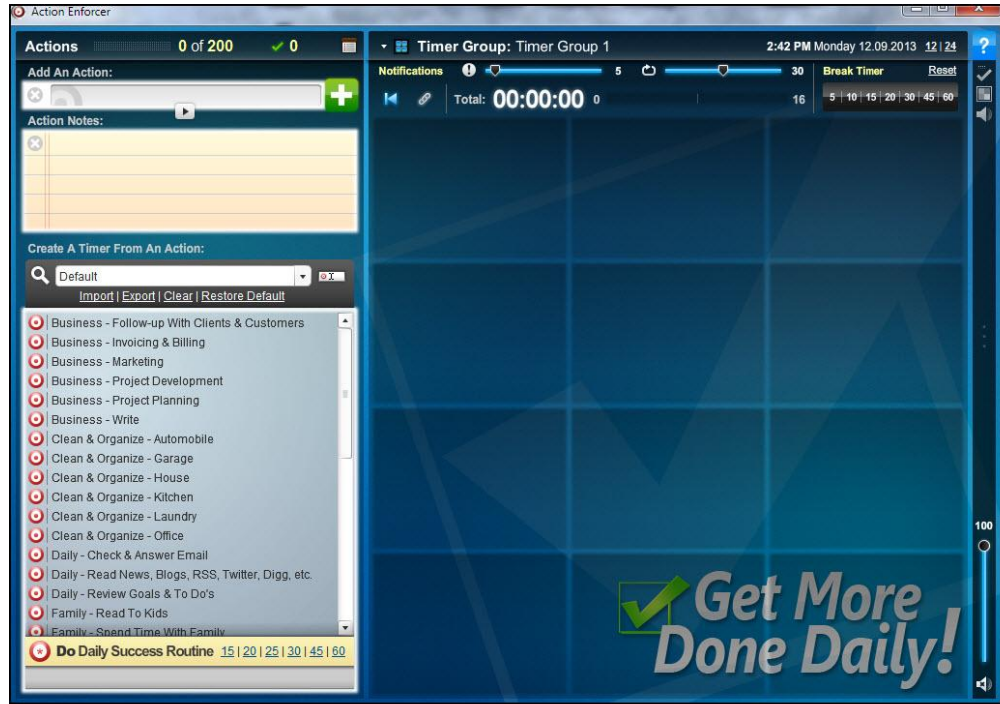 Action Enforcer
Actions 0 of 200 0
Add An Action:
Action Notes:
Create A Timer From An Action:
Default
Import | Export | Clear | Restore Default
Business - Follow-up With Clients & Customers
Business - Invoicing & Billing
Business - Marketing
Business - Project Development
Business - Project Planning
Business - Write
Clean & Organize - Automobile
Clean & Organize - Garage
Clean & Organize - House
Clean & Organize - Kitchen
Clean & Organize - Laundry
Clean & Organize - Office
Daily - Check & Answer Email
Daily - Read News, Blogs, RSS, Twitter, Digg, etc.
Daily - Review Goals & To Do's
Family - Read To Kids
Family - Spend Time With Family
Do Daily Success Routine 15 | 20 | 25 | 30 | 45 | 60
Timer Group: Timer Group 1 2:42 PM Monday 12.09.2013 12 | 24 ?
Notifications 5 30 Break Timer Reset
Total: 00:00:00 0 16 5 | 10 | 15 | 20 | 30 | 45 | 60
100
Get More
Done Daily!